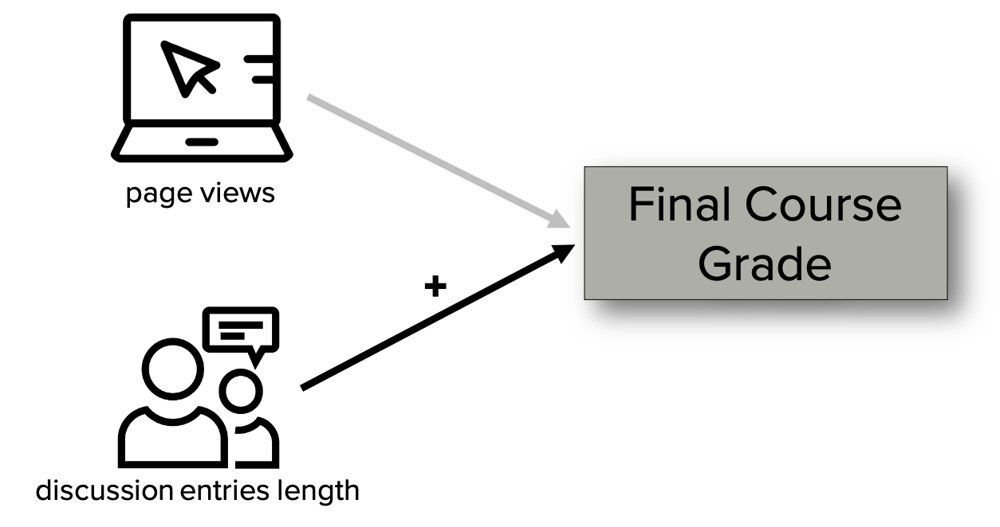 page views
+
Final Course
Grade
discussion entries length